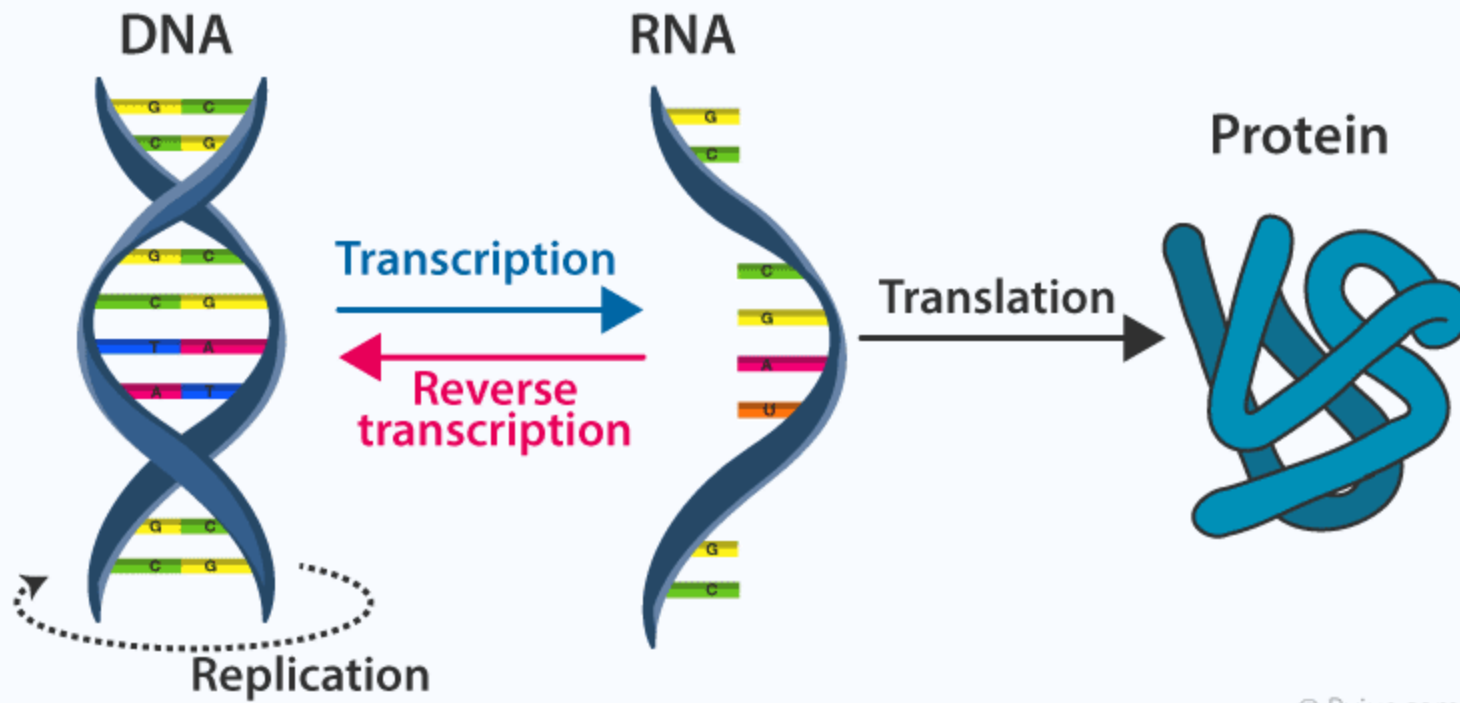 DNA
RNA
Protein
G C
C G
G C
C G
T A
A T
G C
C G
G
C
C
G
A
U
G
C
Transcription
Reverse
transcription
Translation
Replication